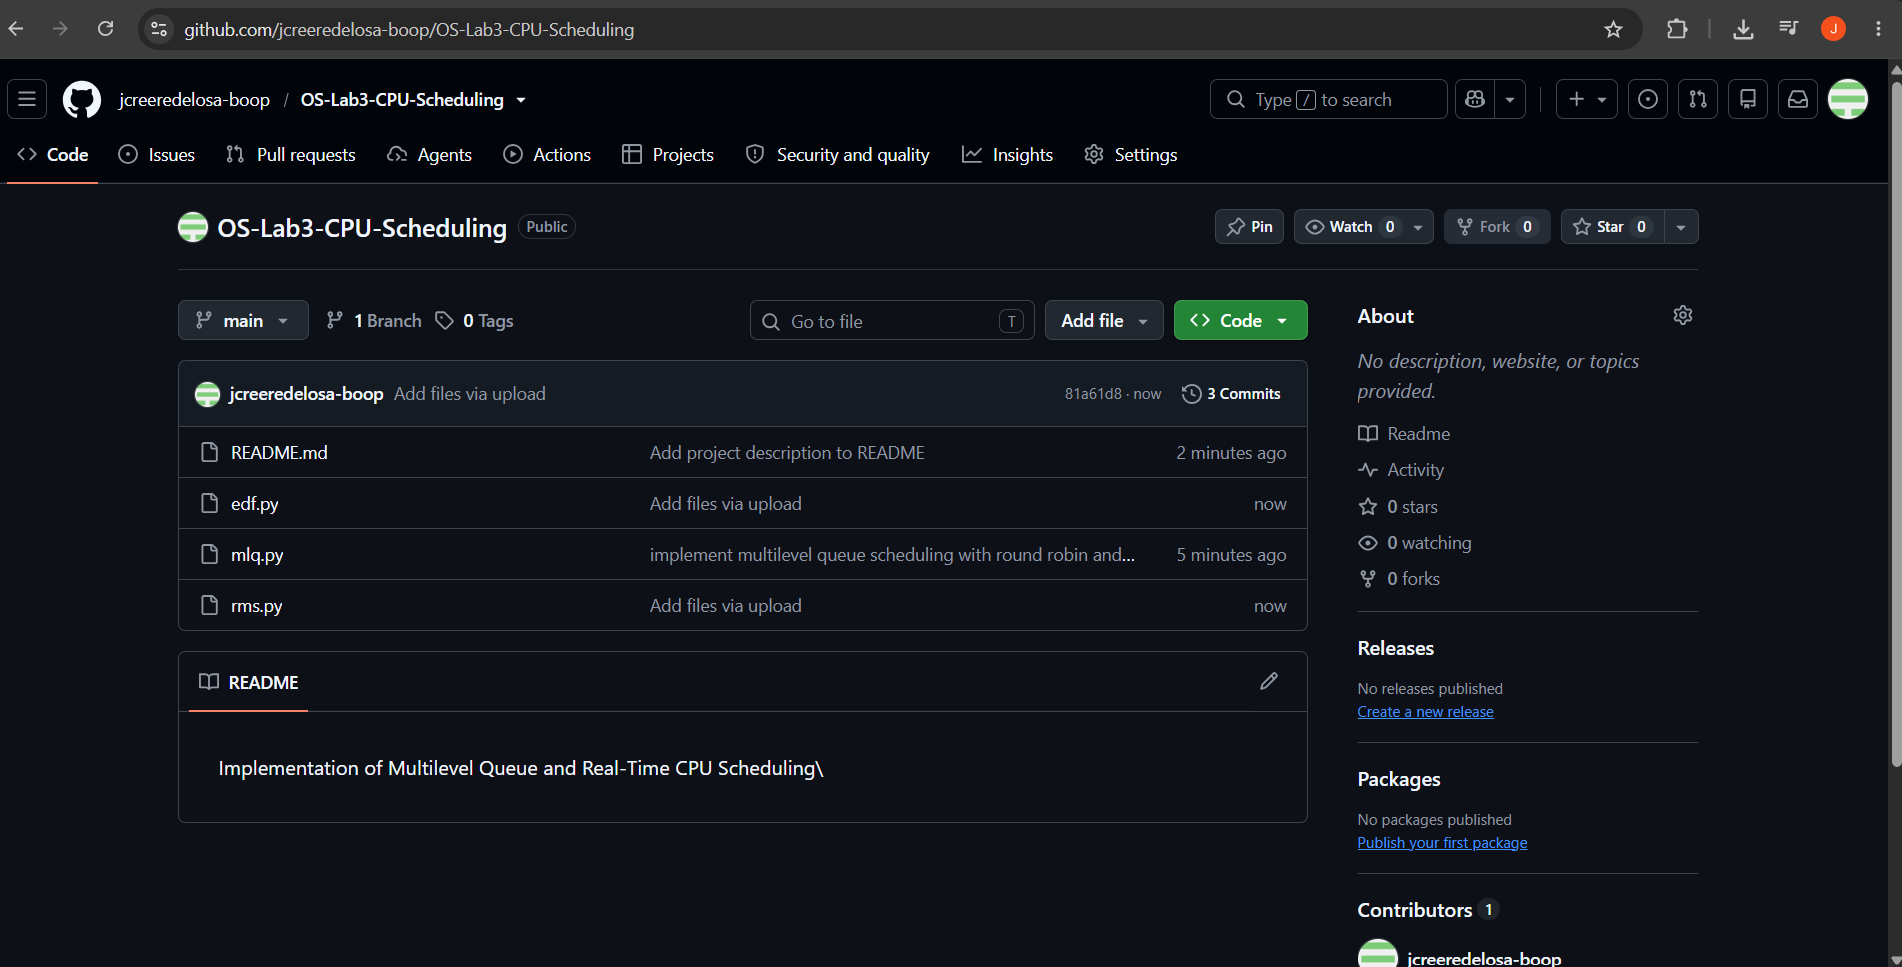 github.com/jcreeredelosa-boop/OS-Lab3-CPU-Scheduling
J
jcreeredelosa-boop / OS-Lab3-CPU-Scheduling
Type / to search
Code Issues Pull requests Agents Actions Projects Security and quality Insights Settings
OS-Lab3-CPU-Scheduling Public
Pin Watch 0 Fork 0 Star 0
main 1 Branch 0 Tags Go to file T Add file Code
jcreeredelosa-boop Add files via upload 81a61d8 · now 3 Commits
README.md Add project description to README 2 minutes ago
edf.py Add files via upload now
mlq.py implement multilevel queue scheduling with round robin and... 5 minutes ago
rms.py Add files via upload now
README
Implementation of Multilevel Queue and Real-Time CPU Scheduling\
About
No description, website, or topics
provided.
Readme
Activity
0 stars
0 watching
0 forks
Releases
No releases published
Create a new release
Packages
No packages published
Publish your first package
Contributors 1
jcreeredelosa-boop